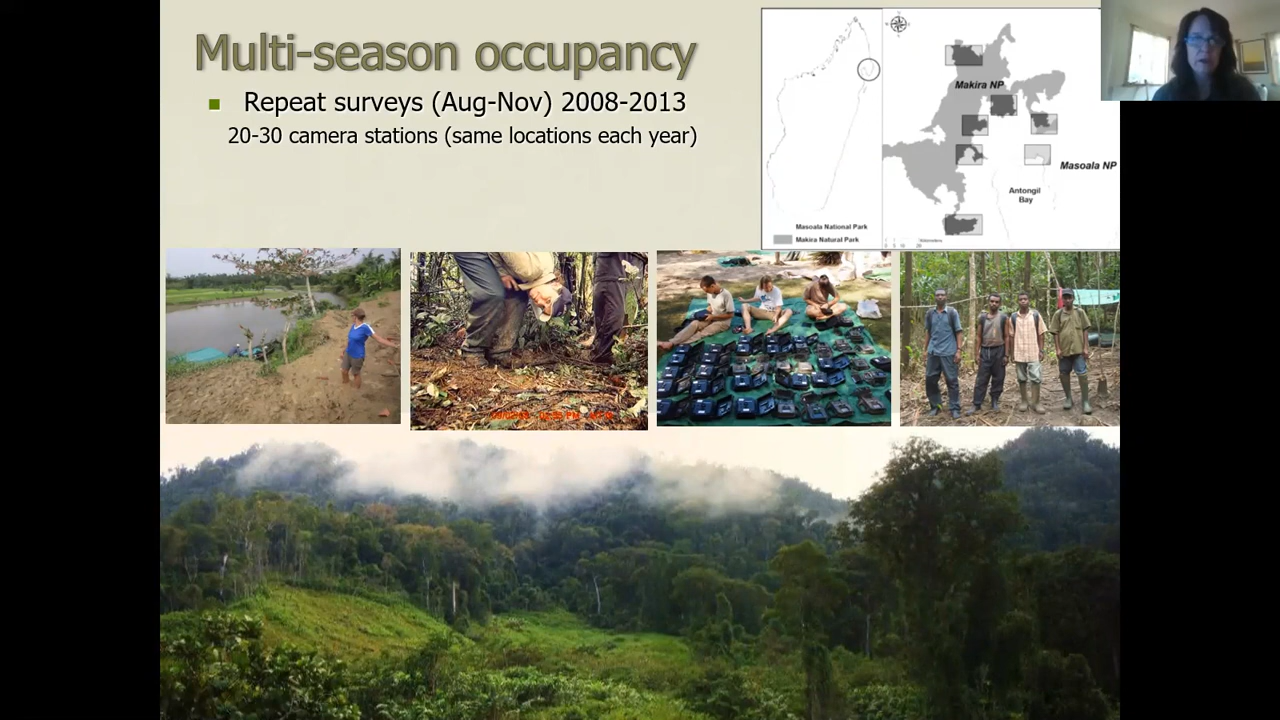 Multi-season occupancy
Repeat surveys (Aug-Nov) 2008-2013
20-30 camera stations (same locations each year)
Makira NP
Masoala NP
Antongil
Bay
Masoala National Park
Makira Natural Park